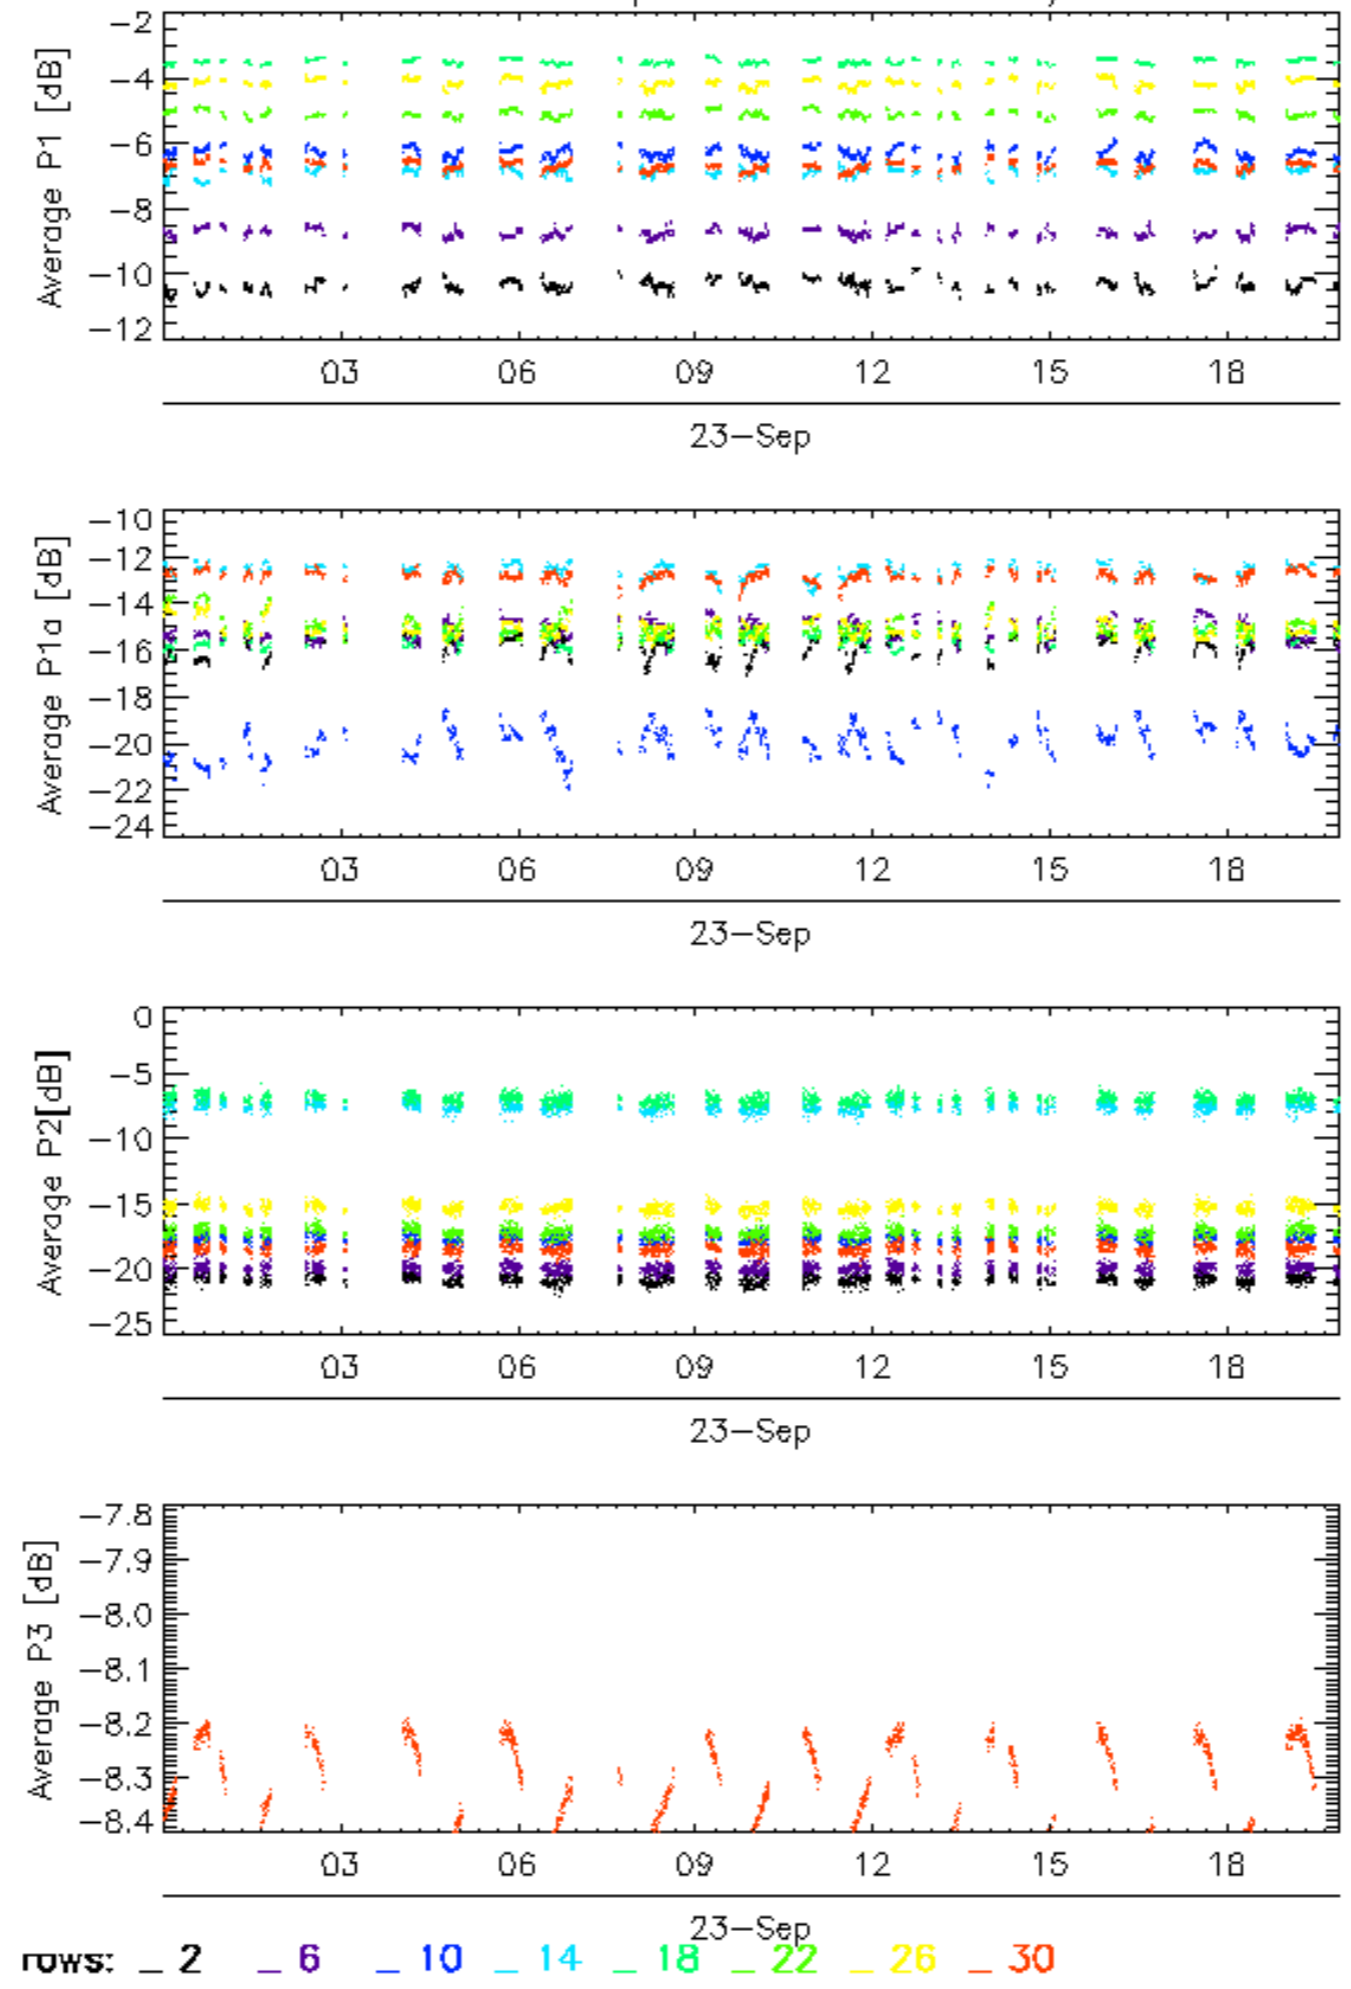 Average P1 [dB]
−2
−4
−6
−8
−10
−12
03 06 09 12 15 18
23−Sep
Average P1a [dB]
−10
−12
−14
−16
−18
−20
−22
−24
03 06 09 12 15 18
23−Sep
Average P2[dB]
0
−5
−10
−15
−20
−25
03 06 09 12 15 18
23−Sep
Average P3 [dB]
−7.8
−7.9
−8.0
−8.1
−8.2
−8.3
−8.4
03 06 09 12 15 18
23−Sep
rows: _ 2 _ 6 _ 10 _ 14 _ 18 _ 22 _ 26 _ 30